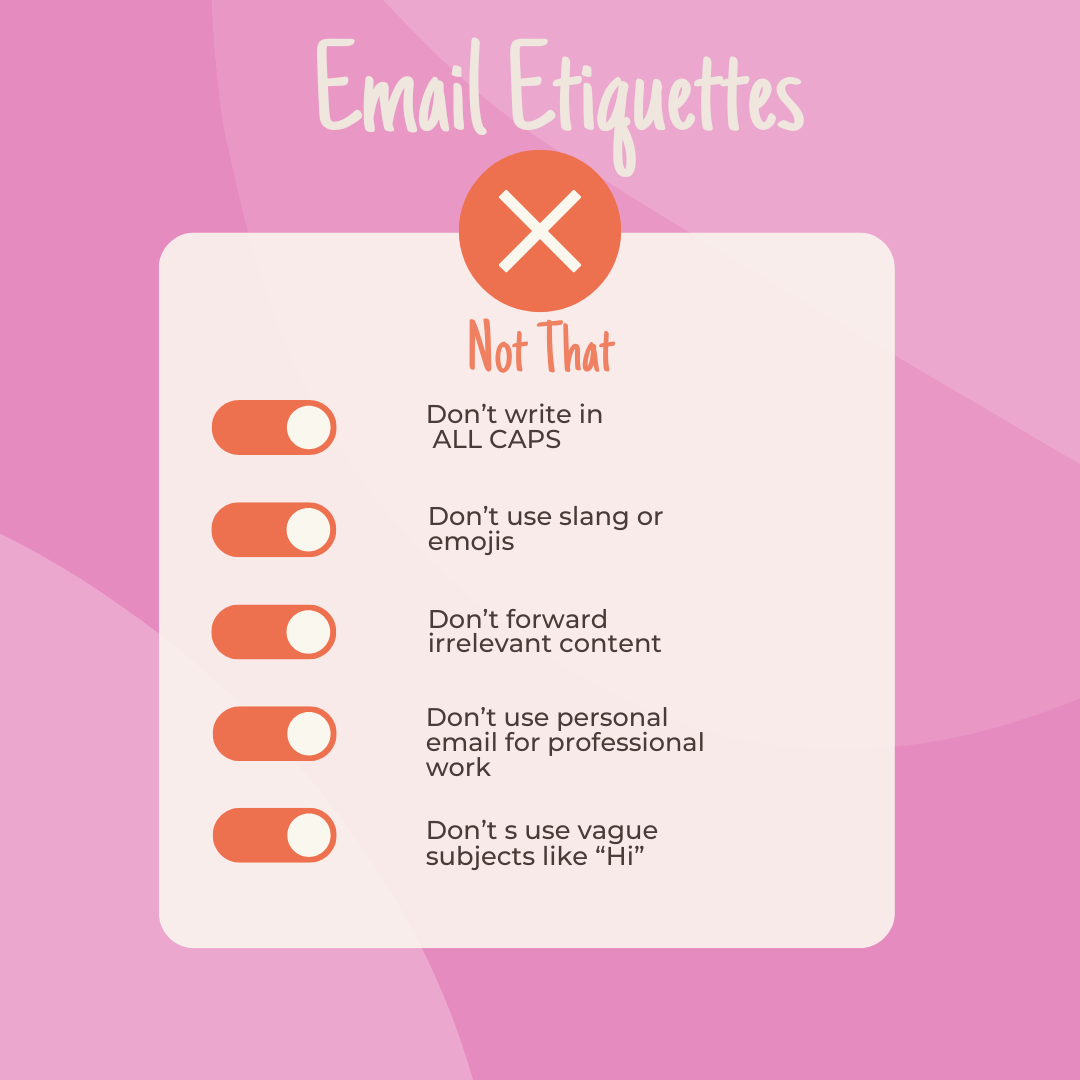 Email Etiquettes
Not That
Don’t write in
ALL CAPS
Don’t use slang or
emojis
Don’t forward
irrelevant content
Don’t use personal
email for professional
work
Don’t s use vague
subjects like “Hi”